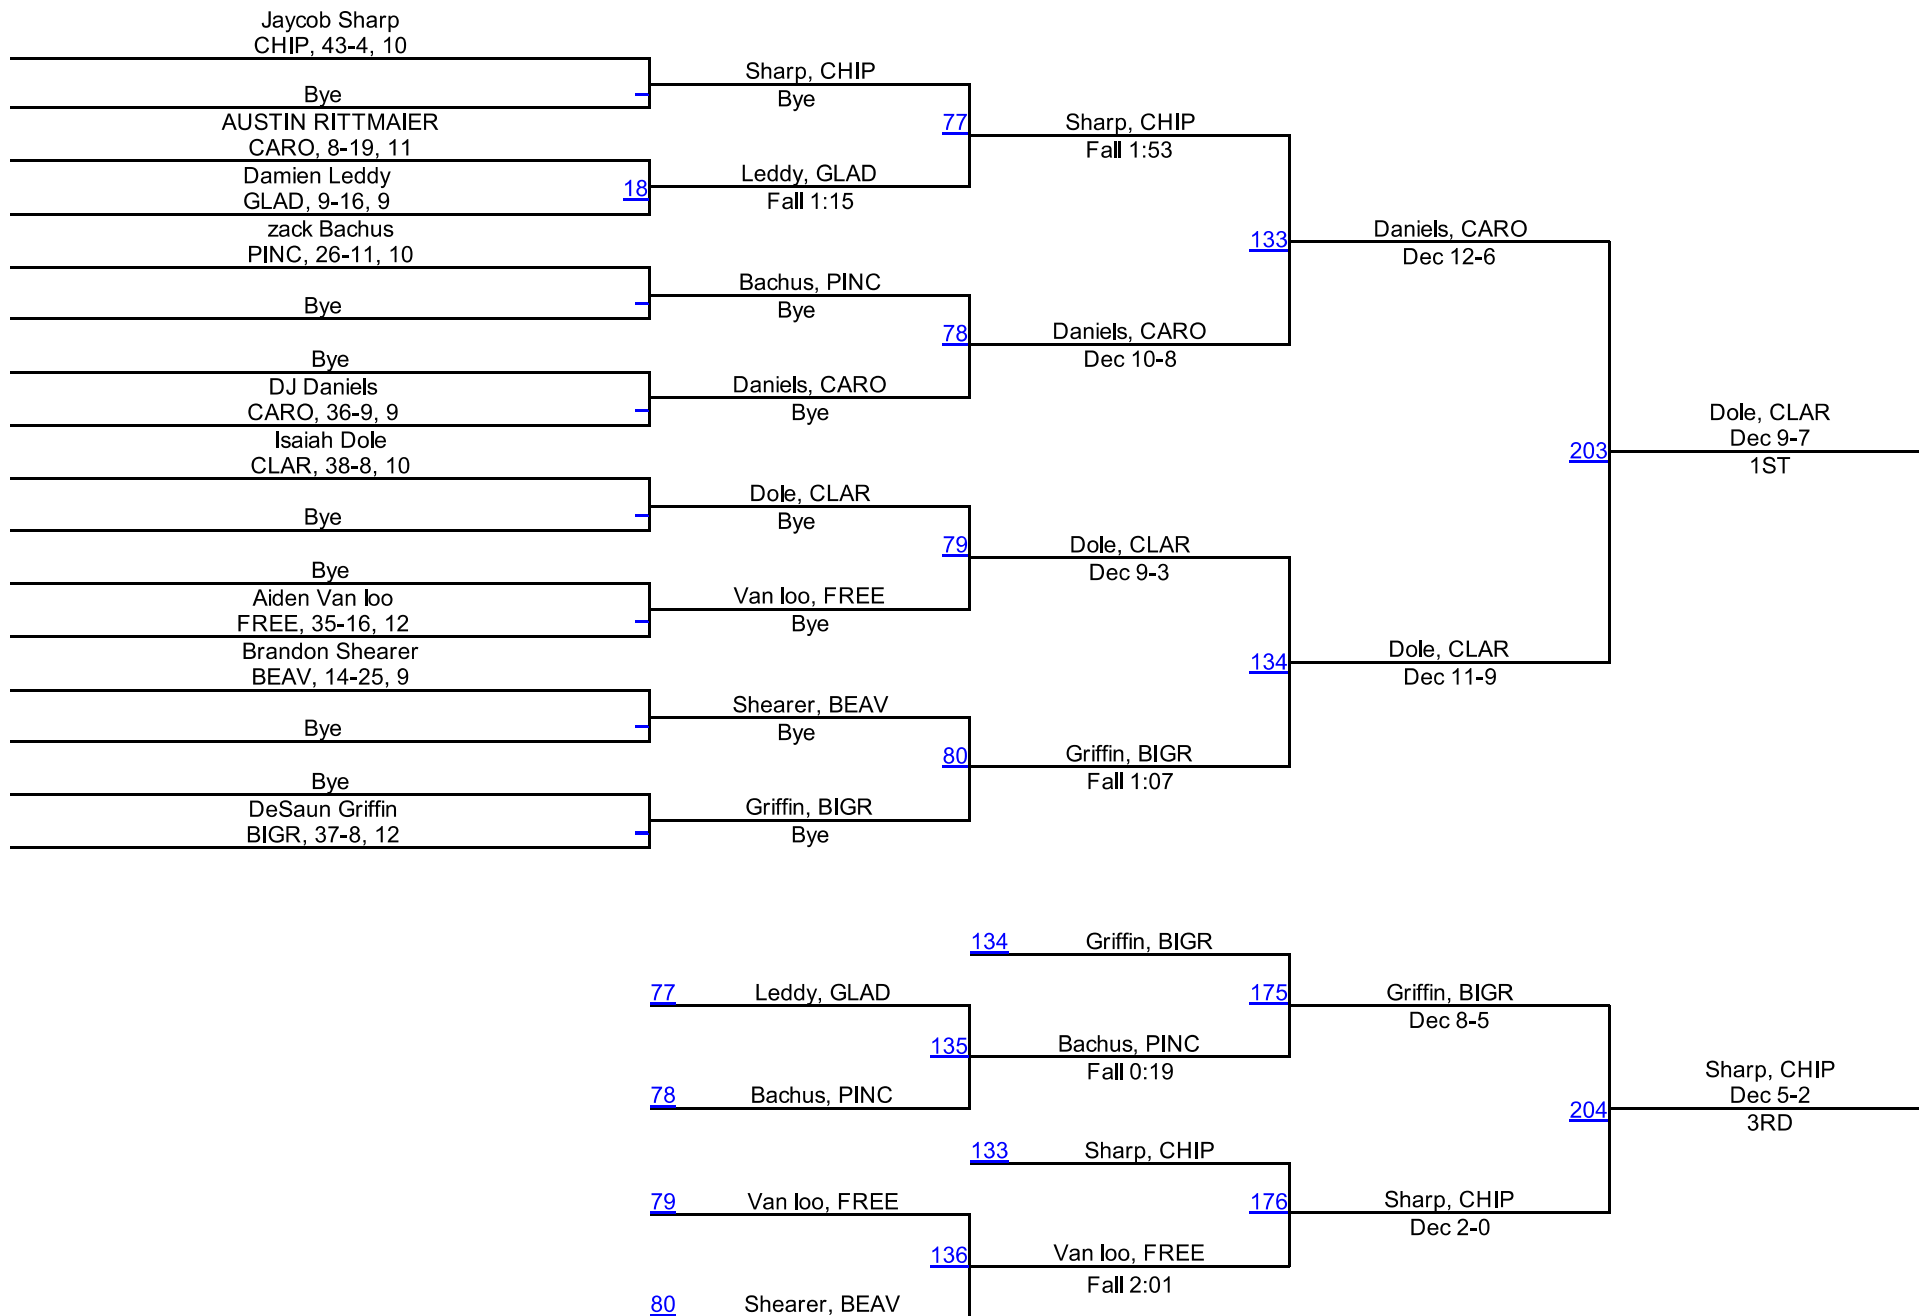 Jaycob Sharp
CHIP, 43-4, 10
Bye
AUSTIN RITTMAIER
CARO, 8-19, 11
Damien Leddy
GLAD, 9-16, 9
18
zack Bachus
PINC, 26-11, 10
Bye
Bye
DJ Daniels
CARO, 36-9, 9
Isaiah Dole
CLAR, 38-8, 10
Bye
Bye
Aiden Van loo
FREE, 35-16, 12
Brandon Shearer
BEAV, 14-25, 9
Bye
Bye
DeSaun Griffin
BIGR, 37-8, 12
Sharp, CHIP
Bye
77
Leddy, GLAD
Fall 1:15
Bachus, PINC
Bye
78
Daniels, CARO
Bye
Dole, CLAR
Bye
79
Van loo, FREE
Bye
Shearer, BEAV
Bye
80
Griffin, BIGR
Bye
Sharp, CHIP
Fall 1:53
133
Daniels, CARO
Dec 10-8
Dole, CLAR
Dec 9-3
134
Griffin, BIGR
Fall 1:07
Daniels, CARO
Dec 12-6
203
Dole, CLAR
Dec 11-9
Dole, CLAR
Dec 9-7
1ST
134 Griffin, BIGR
77 Leddy, GLAD
175
135
Bachus, PINC
Fall 0:19
78 Bachus, PINC
Griffin, BIGR
Dec 8-5
133 Sharp, CHIP
79 Van loo, FREE
176
136
Van loo, FREE
Fall 2:01
80 Shearer, BEAV
Sharp, CHIP
Dec 2-0
204
Sharp, CHIP
Dec 5-2
3RD